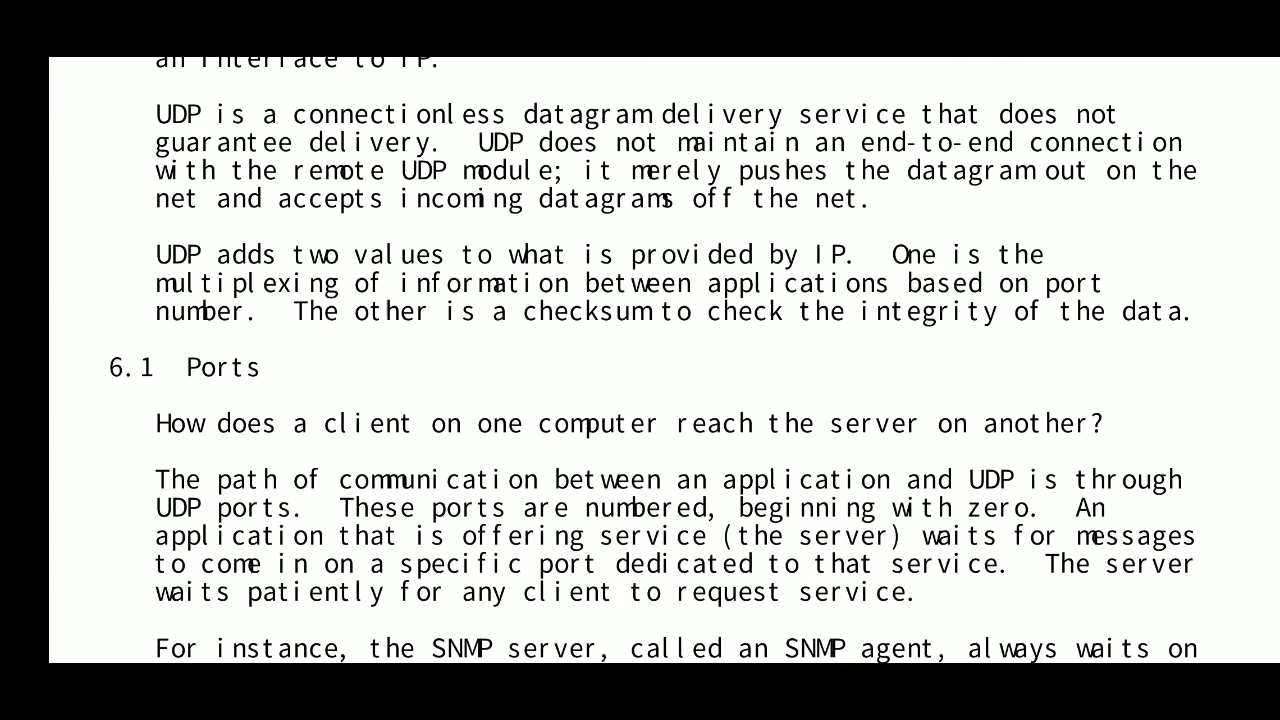 an interface to IP.
UDP is a connectionless datagram delivery service that does not
guarantee delivery.  UDP does not maintain an end-to-end connection
with the remote UDP module; it merely pushes the datagram out on the
net and accepts incoming datagrams off the net.
UDP adds two values to what is provided by IP.  One is the
multiplexing of information between applications based on port
number.  The other is a checksum to check the integrity of the data.
6.1  Ports
How does a client on one computer reach the server on another?
The path of communication between an application and UDP is through
UDP ports.  These ports are numbered, beginning with zero.  An
application that is offering service (the server) waits for messages
to come in on a specific port dedicated to that service.  The server
waits patiently for any client to request service.
For instance, the SNMP server, called an SNMP agent, always waits on